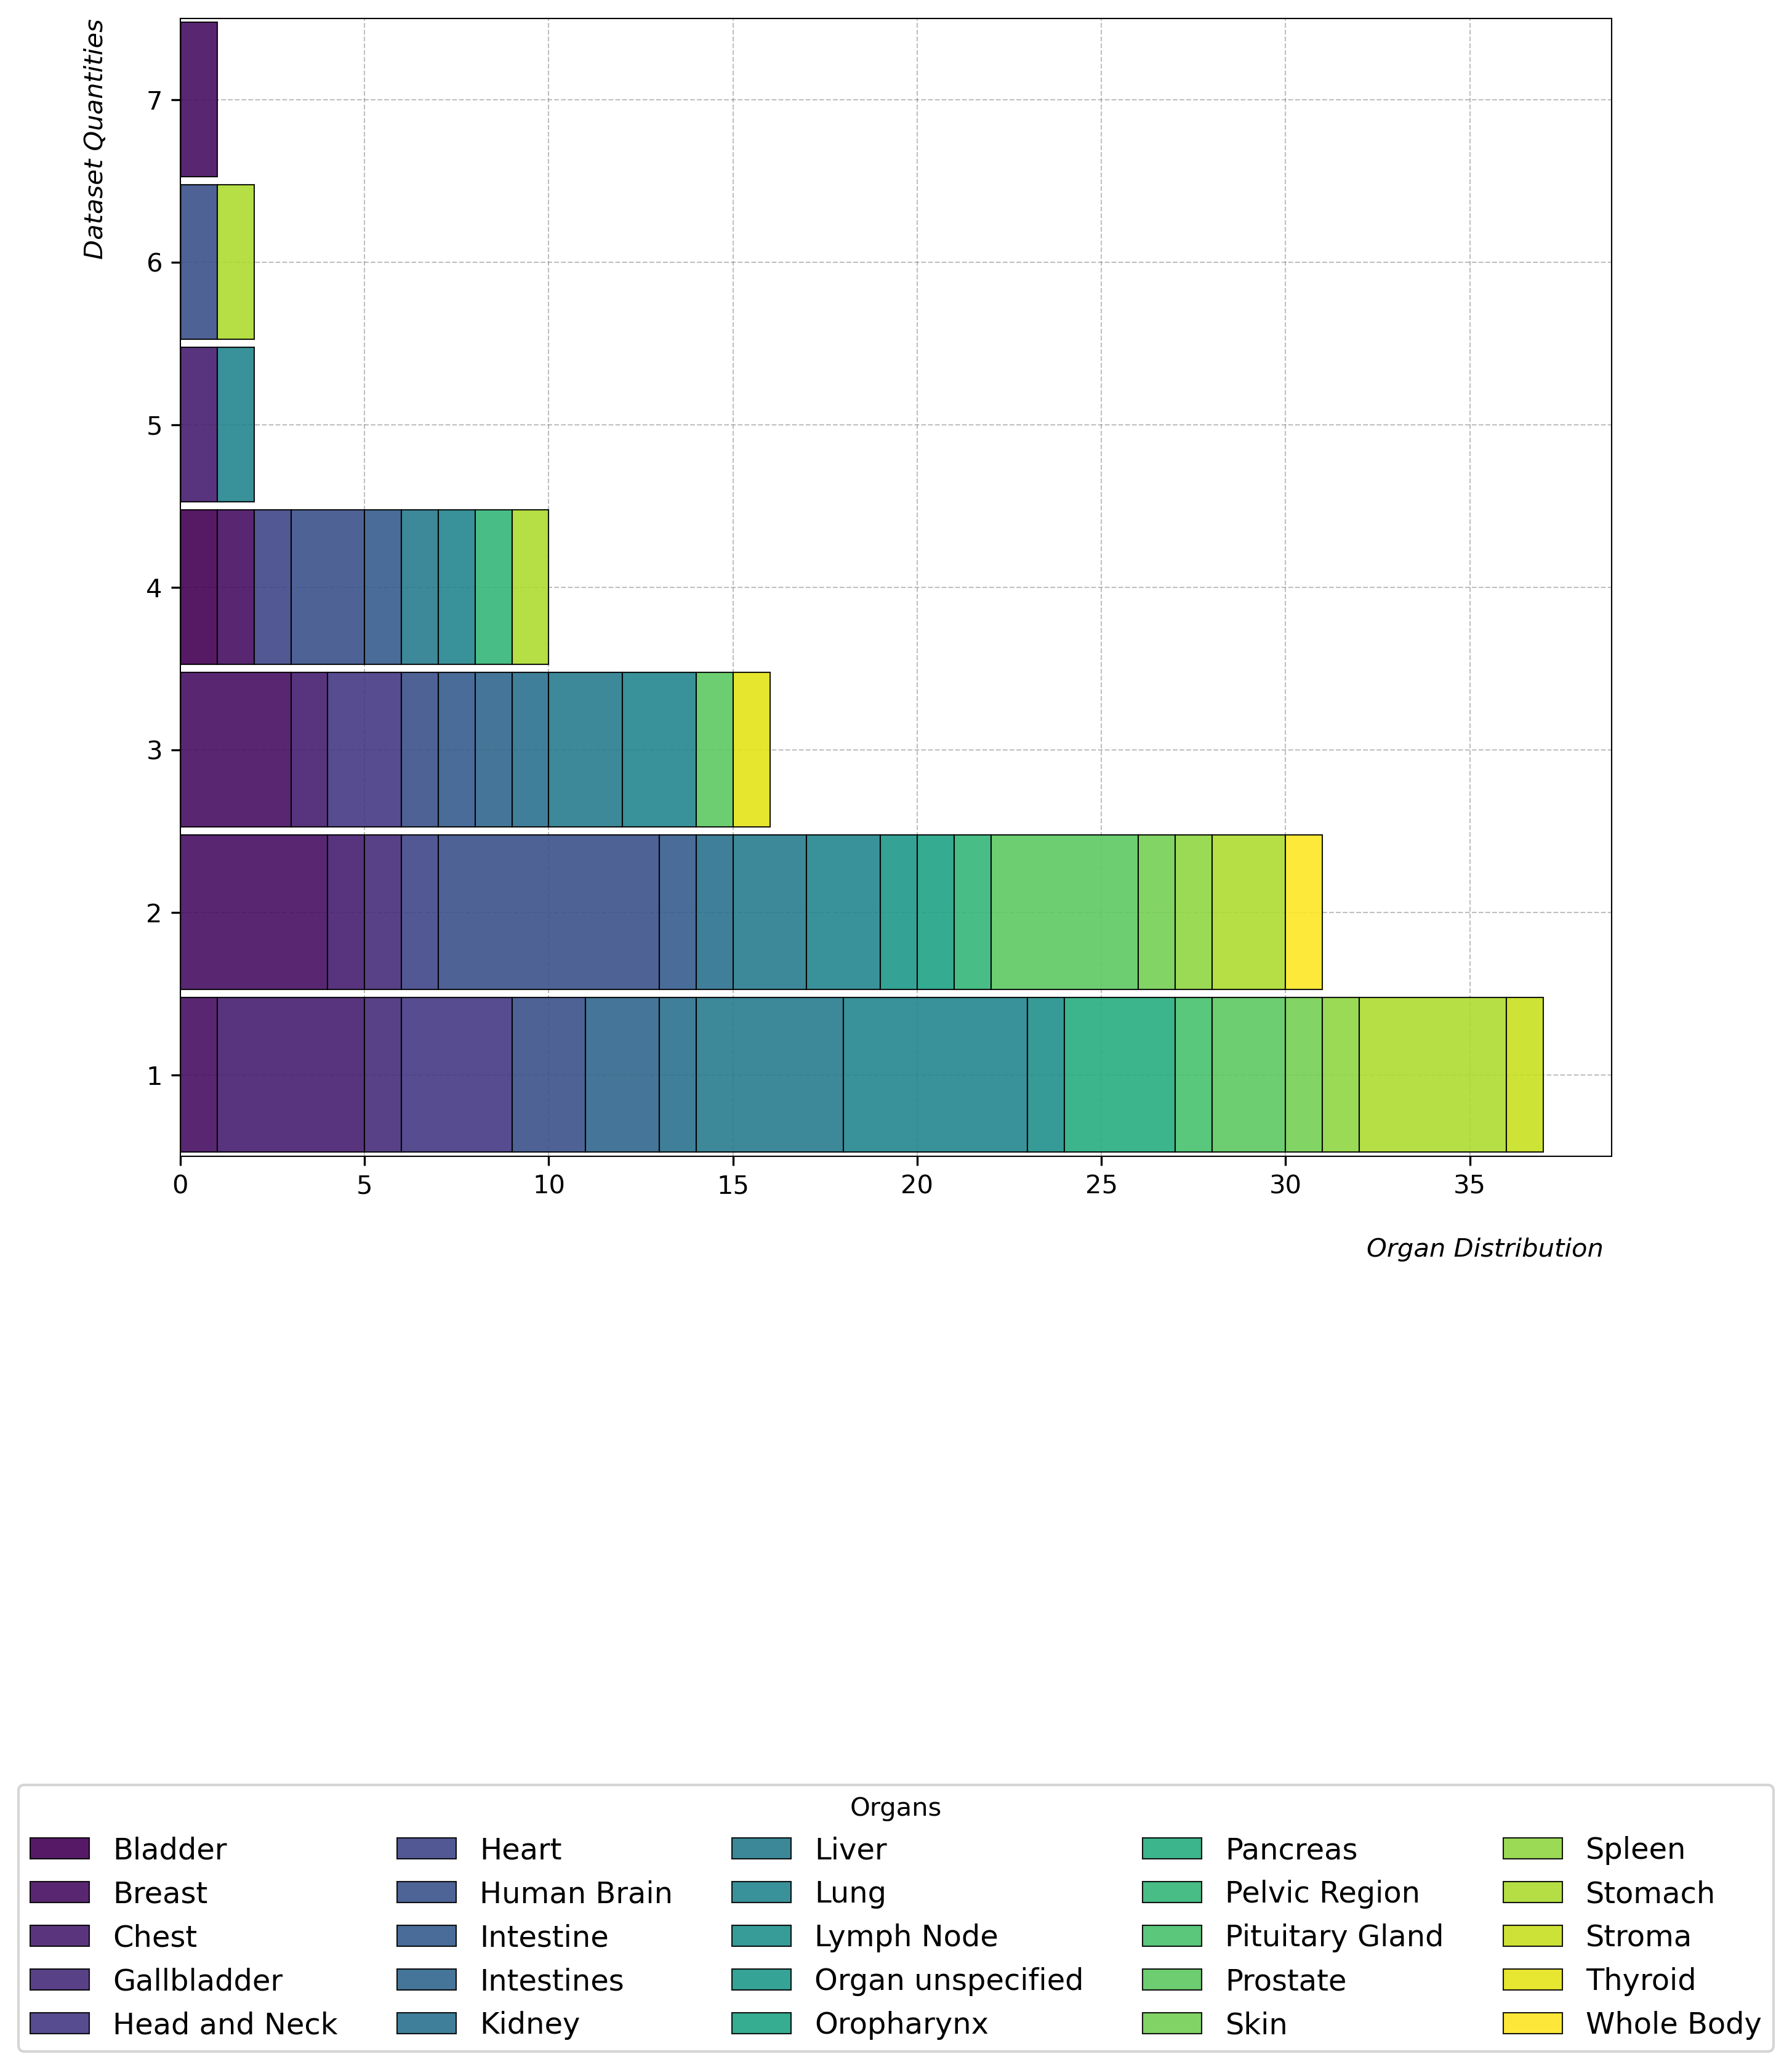 Dataset Quantities
7
6
5
4
3
2
1
0 5 10 15 20 25 30 35
Organ Distribution
Organs
Bladder Heart Liver Pancreas Spleen
Breast Human Brain Lung Pelvic Region Stomach
Chest Intestine Lymph Node Pituitary Gland Stroma
Gallbladder Intestines Organ unspecified Prostate Thyroid
Head and Neck Kidney Oropharynx Skin Whole Body